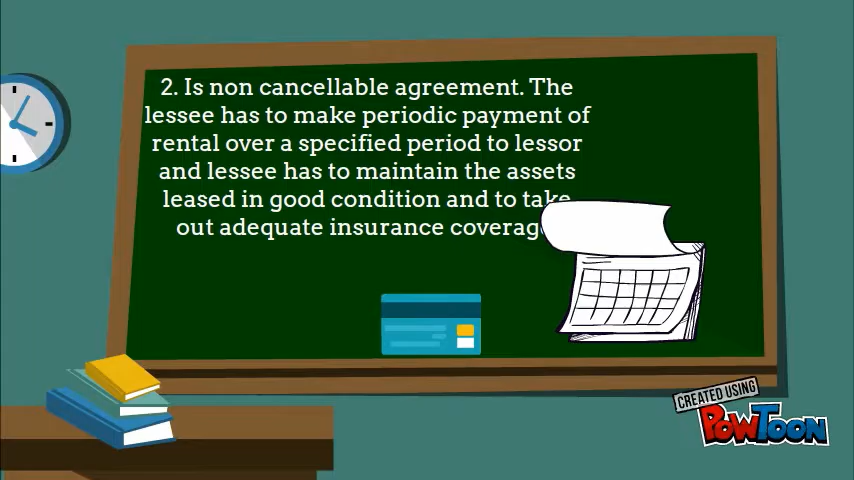 2. Is non cancellable agreement. The
lessee has to make periodic payment of
rental over a specified period to lessor
and lessee has to maintain the assets
leased in good condition and to take
out adequate insurance coverage
CREATED USING
POWTOON